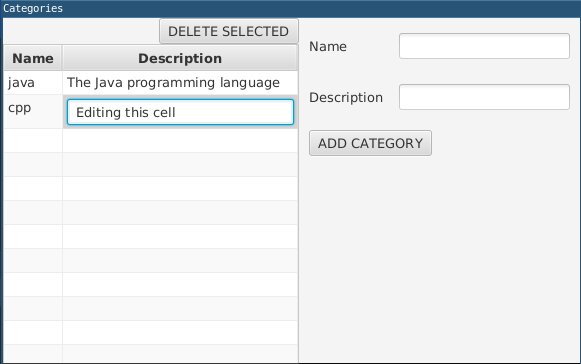 Categories
DELETE SELECTED
Name Description
java The Java programming language
cpp Editing this cell
Name
Description
ADD CATEGORY